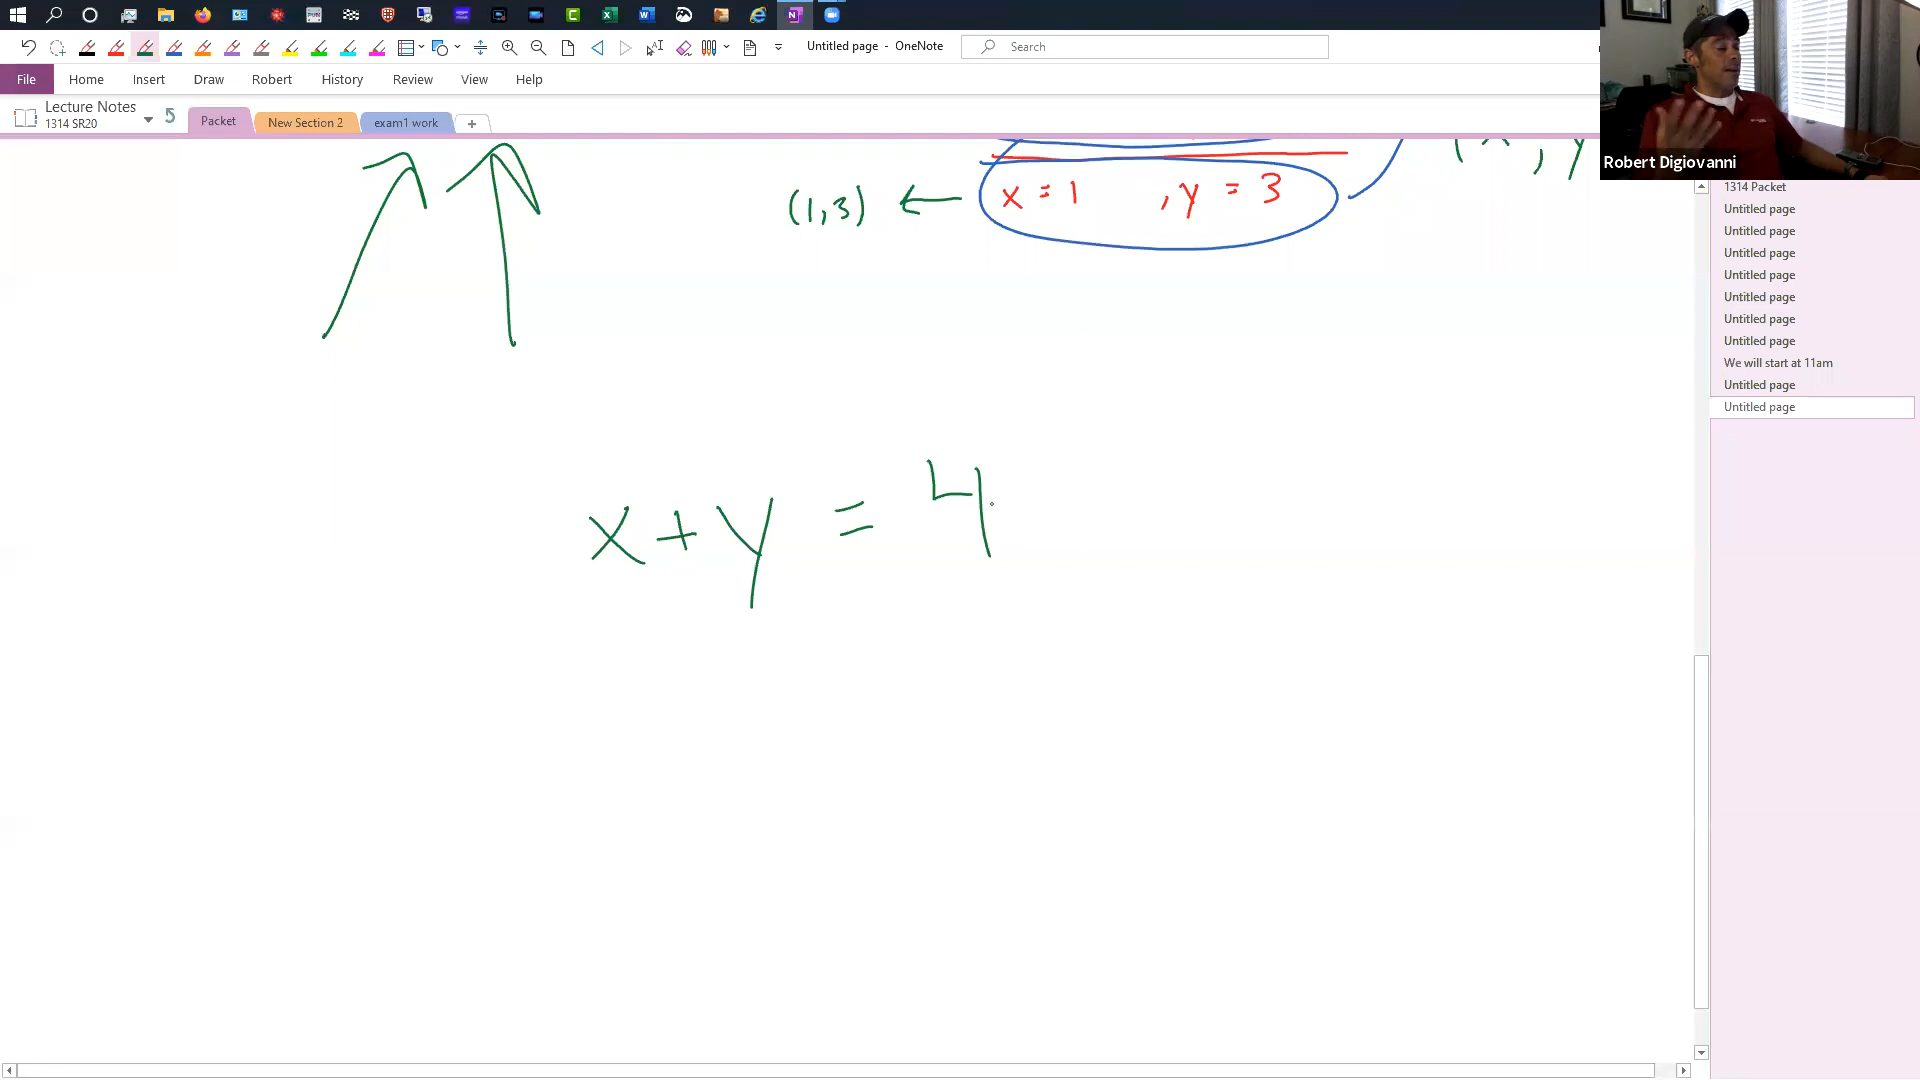 Untitled page - OneNote
Search
File Home Insert Draw Robert History Review View Help
Lecture Notes
1314 SR20
Packet New Section 2 exam1 work +
Robert Digiovanni
( x , y
(1,3) ← x = 1 , y = 3
x + y = 4
1314 Packet
Untitled page
Untitled page
Untitled page
Untitled page
Untitled page
Untitled page
Untitled page
We will start at 11am
Untitled page
Untitled page